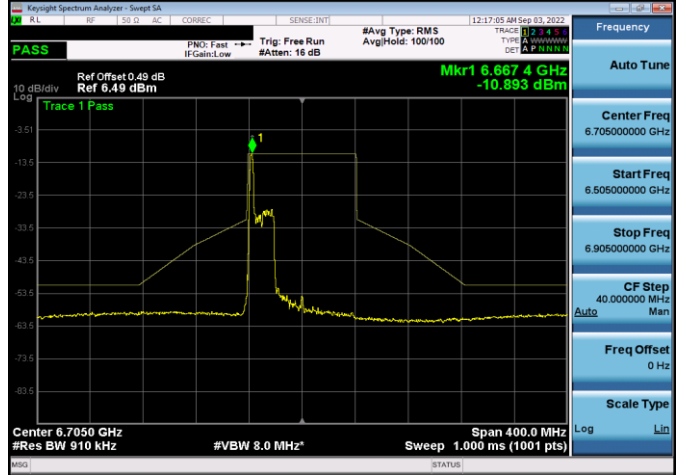 Keysight Spectrum Analyzer - Swept SA
RL RF 50 Ω AC CORREC SENSE:INT 12:17:05 AM Sep 03, 2022
PASS
PNO: Fast
IFGain:Low
Trig: Free Run
#Atten: 16 dB
#Avg Type: RMS
Avg|Hold: 100/100
TRACE 1 2 3 4 5 6
TYPE A WWWWW
DET A P N N N N
Frequency
Ref Offset 0.49 dB
10 dB/div Ref 6.49 dBm
Log
Mkr1 6.667 4 GHz
-10.893 dBm
Trace 1 Pass
1
-3.51
-13.5
-23.5
-33.5
-43.5
-53.5
-63.5
-73.5
-83.5
Center 6.7050 GHz
Span 400.0 MHz
#Res BW 910 kHz
#VBW 8.0 MHz*
Sweep 1.000 ms (1001 pts)
MSG STATUS
Auto Tune
Center Freq
6.705000000 GHz
Start Freq
6.505000000 GHz
Stop Freq
6.905000000 GHz
CF Step
40.000000 MHz
Auto Man
Freq Offset
0 Hz
Scale Type
Log Lin